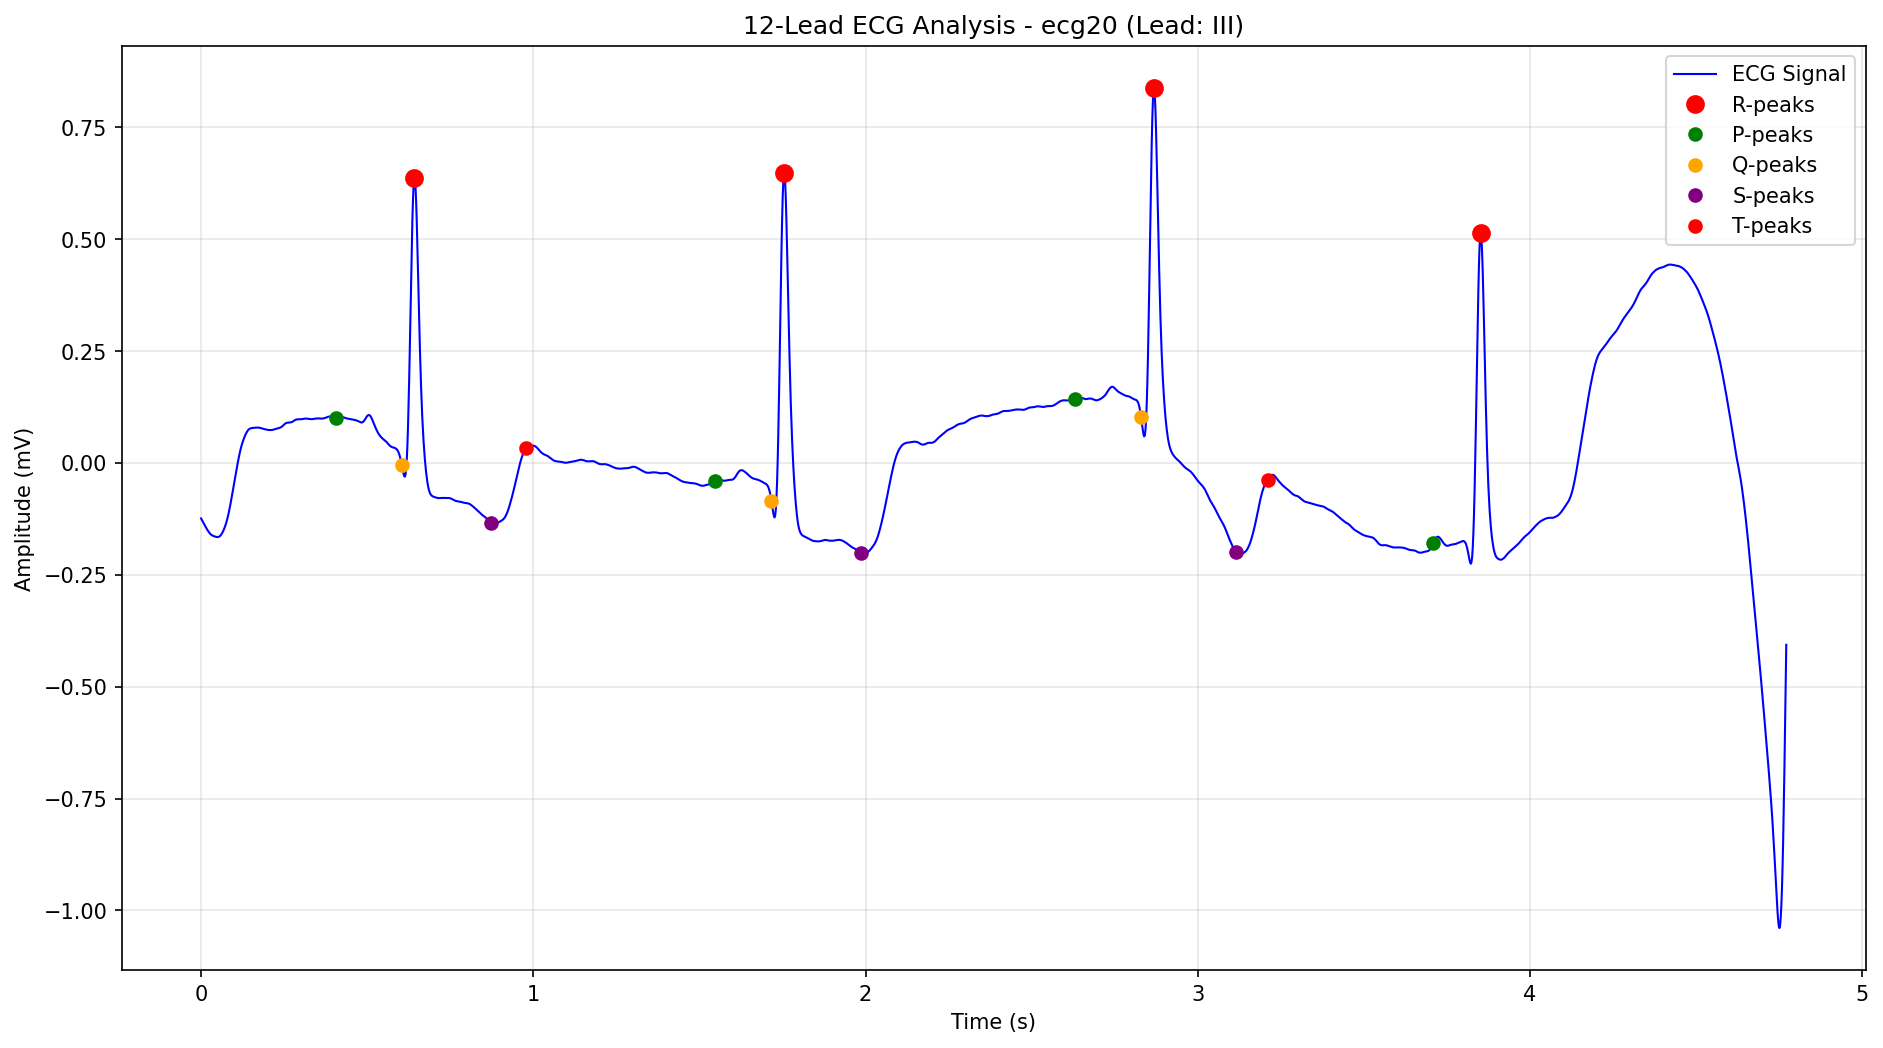 12-Lead ECG Analysis - ecg20 (Lead: III)
ECG Signal
R-peaks
P-peaks
Q-peaks
S-peaks
T-peaks
Amplitude (mV)
0.75
0.50
0.25
0.00
−0.25
−0.50
−0.75
−1.00
0 1 2 3 4 5
Time (s)